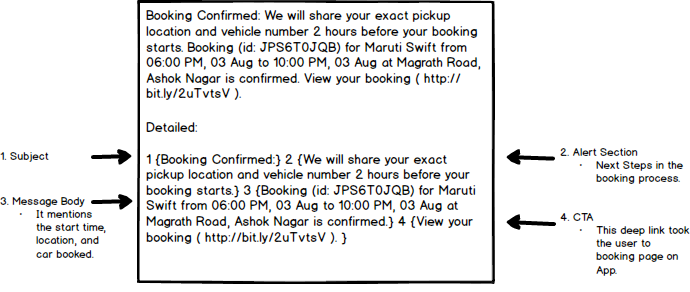 Booking Confirmed: We will share your exact pickup
location and vehicle number 2 hours before your booking
starts. Booking (id: JPS6T0JQB) for Maruti Swift from
06:00 PM, 03 Aug to 10:00 PM, 03 Aug at Magrath Road,
Ashok Nagar is confirmed. View your booking ( http://
bit.ly/2uTvtsV ).
Detailed:
1 {Booking Confirmed:} 2 {We will share your exact
pickup location and vehicle number 2 hours before your
booking starts.} 3 {Booking (id: JPS6T0JQB) for Maruti
Swift from 06:00 PM, 03 Aug to 10:00 PM, 03 Aug at
Magrath Road, Ashok Nagar is confirmed.} 4 {View your
booking ( http://bit.ly/2uTvtsV ). }
1. Subject
3. Message Body
· It mentions
the start time,
location, and
car booked.
2. Alert Section
· Next Steps in the
booking process.
4. CTA
· This deep link took
the user to
booking page on
App.